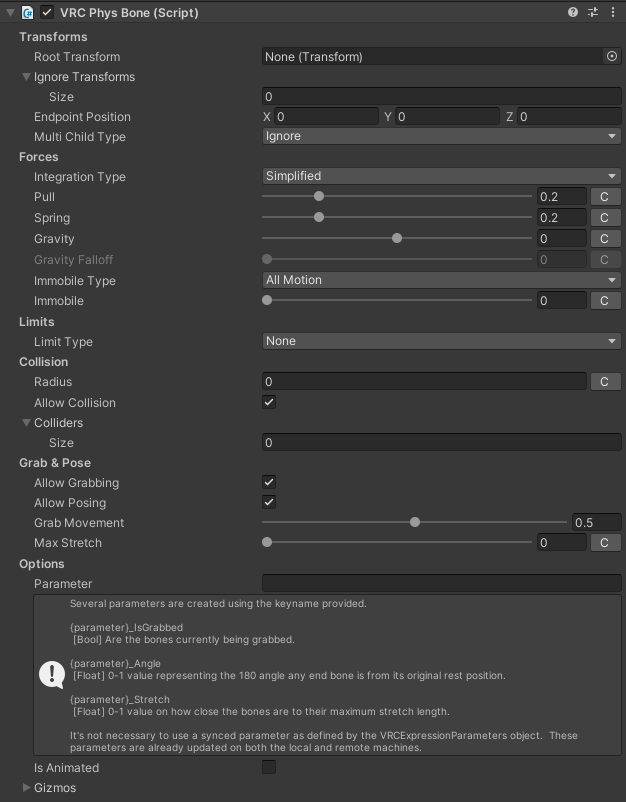 VRC Phys Bone (Script)
Transforms
Root Transform None (Transform)
Ignore Transforms
Size 0
Endpoint Position X 0 Y 0 Z 0
Multi Child Type Ignore
Forces
Integration Type Simplified
Pull 0.2 C
Spring 0.2 C
Gravity 0 C
Gravity Falloff 0 C
Immobile Type All Motion
Immobile 0 C
Limits
Limit Type None
Collision
Radius 0 C
Allow Collision
Colliders
Size 0
Grab & Pose
Allow Grabbing
Allow Posing
Grab Movement 0.5
Max Stretch 0 C
Options
Parameter
Several parameters are created using the keyname provided.
{parameter}_IsGrabbed
[Bool] Are the bones currently being grabbed.
{parameter}_Angle
[Float] 0-1 value representing the 180 angle any end bone is from its original rest position.
{parameter}_Stretch
[Float] 0-1 value on how close the bones are to their maximum stretch length.
It's not necessary to use a synced parameter as defined by the VRCExpressionParameters object. These
parameters are already updated on both the local and remote machines.
Is Animated
Gizmos